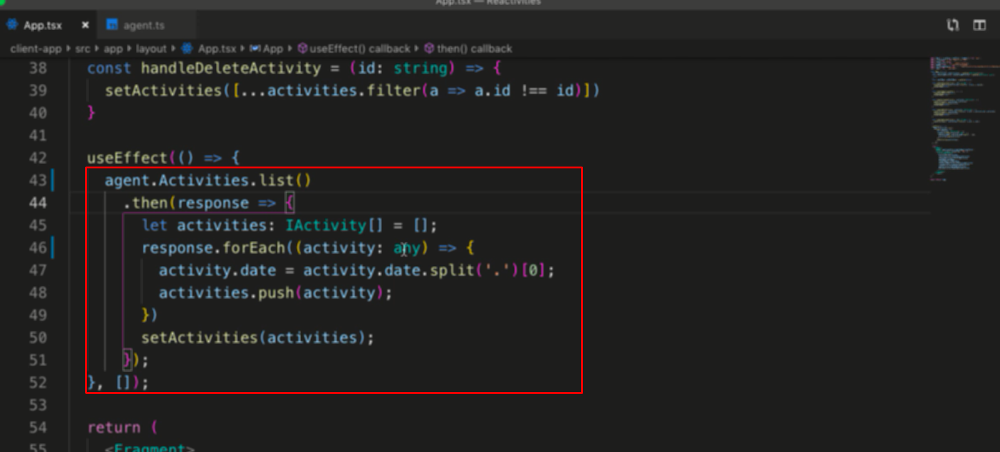 App.tsx — Reactivities
App.tsx × agent.ts
client-app src app layout App.tsx App useEffect() callback then() callback
38 const handleDeleteActivity = (id: string) => {
39 setActivities([...activities.filter(a => a.id !== id)])
40 }
41
42 useEffect(() => {
43 agent.Activities.list()
44 .then(response => {
45 let activities: IActivity[] = [];
46 response.forEach((activity: any) => {
47 activity.date = activity.date.split('.')[0];
48 activities.push(activity);
49 })
50 setActivities(activities);
51 });
52 }, []);
53
54 return (
55 <Fragment>